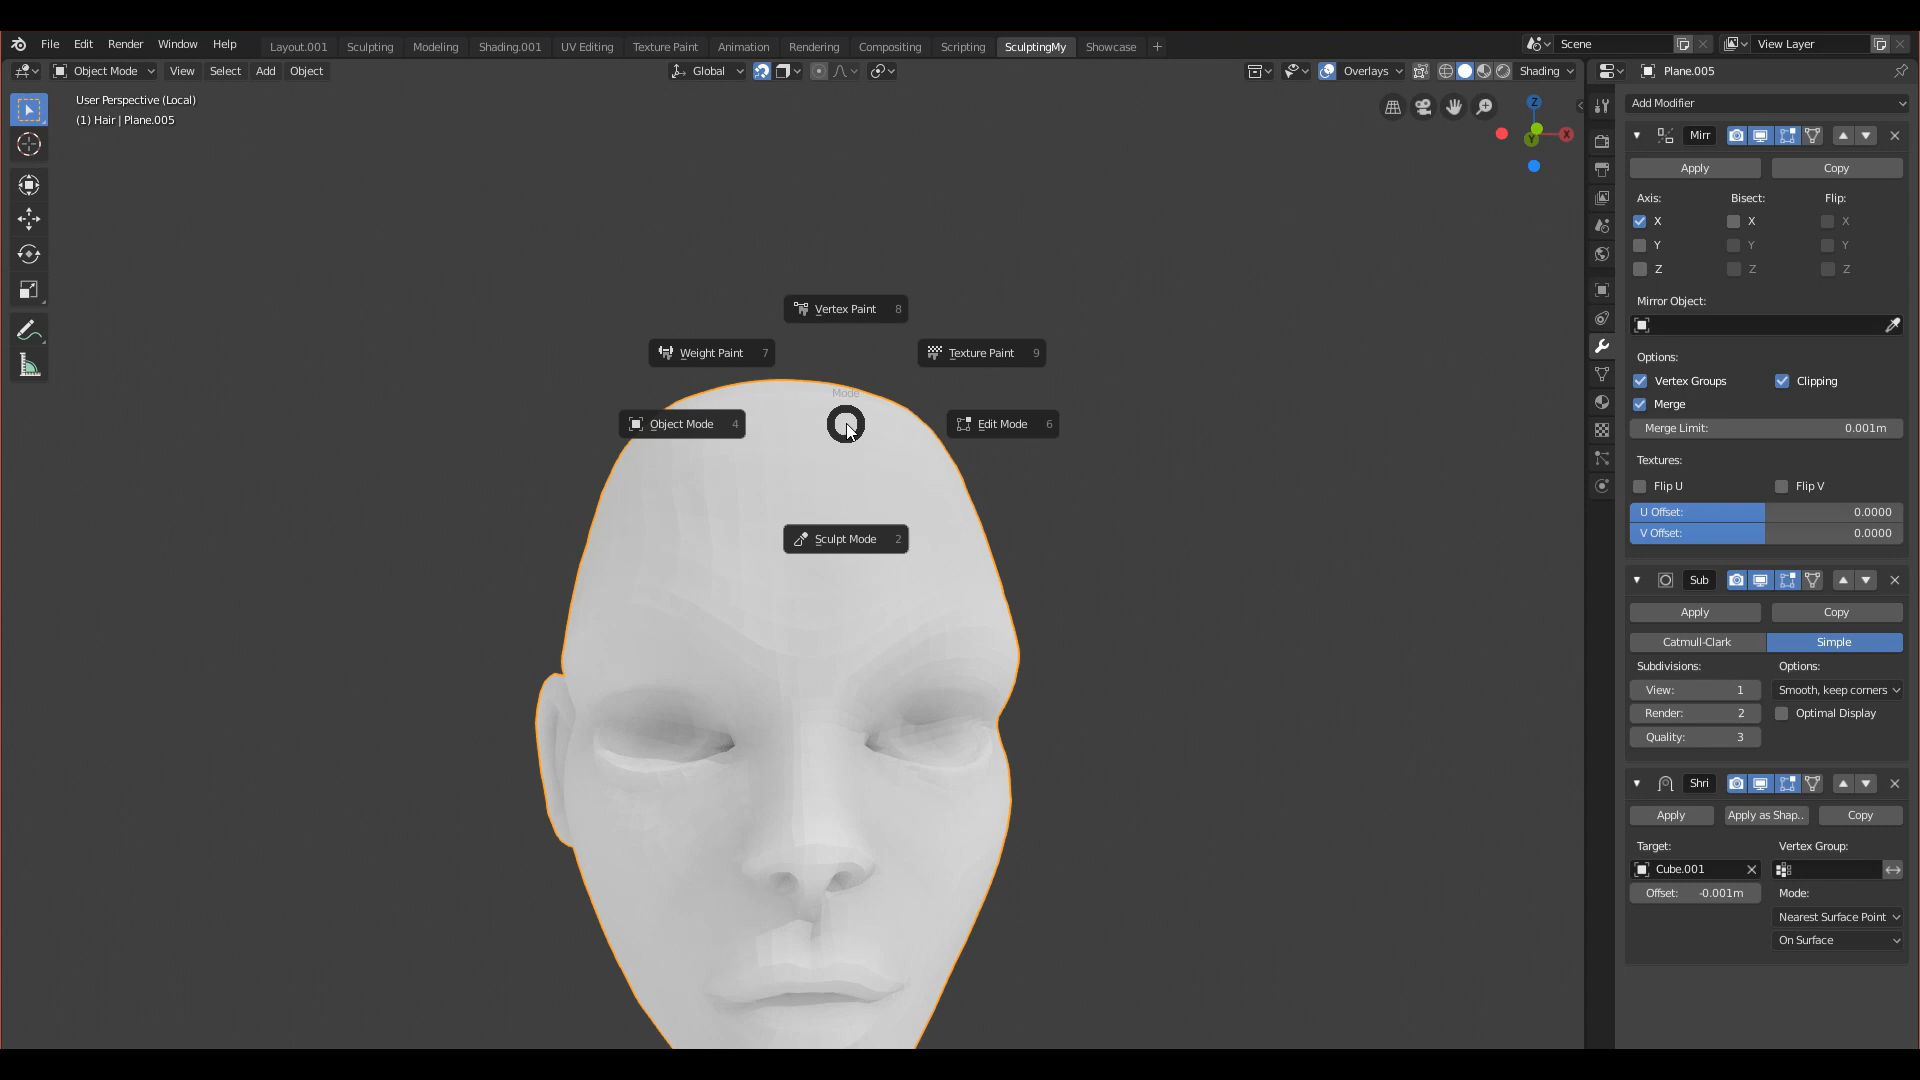 File Edit Render Window Help Layout.001 Sculpting Modeling Shading.001 UV Editing Texture Paint Animation Rendering Compositing Scripting SculptingMy Showcase + Scene View Layer
Object Mode View Select Add Object Global Overlays Shading Plane.005
User Perspective (Local)
(1) Hair | Plane.005
Z
X
Y
Vertex Paint 8
Weight Paint 7
Texture Paint 9
Mode
Object Mode 4
Edit Mode 6
Sculpt Mode 2
Add Modifier
Mirr
Apply Copy
Axis: Bisect: Flip:
X X X
Y Y Y
Z Z Z
Mirror Object:
Options:
Vertex Groups Clipping
Merge
Merge Limit: 0.001m
Textures:
Flip U Flip V
U Offset: 0.0000
V Offset: 0.0000
Sub
Apply Copy
Catmull-Clark Simple
Subdivisions: Options:
View: 1 Smooth, keep corners
Render: 2 Optimal Display
Quality: 3
Shri
Apply Apply as Shap.. Copy
Target: Vertex Group:
Cube.001
Offset: -0.001m Mode:
Nearest Surface Point
On Surface